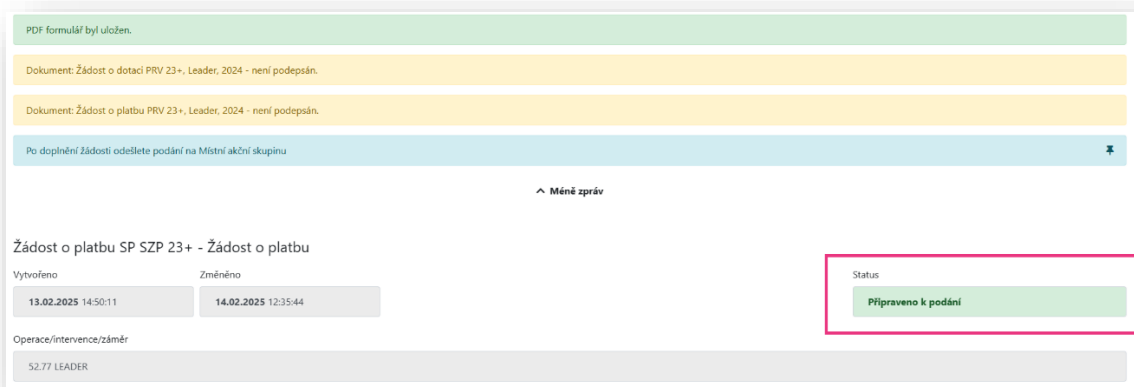 PDF formulář byl uložen.
Dokument: Žádost o dotaci PRV 23+, Leader, 2024 - není podepsán.
Dokument: Žádost o platbu PRV 23+, Leader, 2024 - není podepsán.
Po doplnění žádosti odešlete podání na Místní akční skupinu
Méně zpráv
Žádost o platbu SP SZP 23+ - Žádost o platbu
Vytvořeno Změněno Status
13.02.2025 14:50:11 14.02.2025 12:35:44 Připraveno k podání
Operace/intervence/záměr
52.77 LEADER